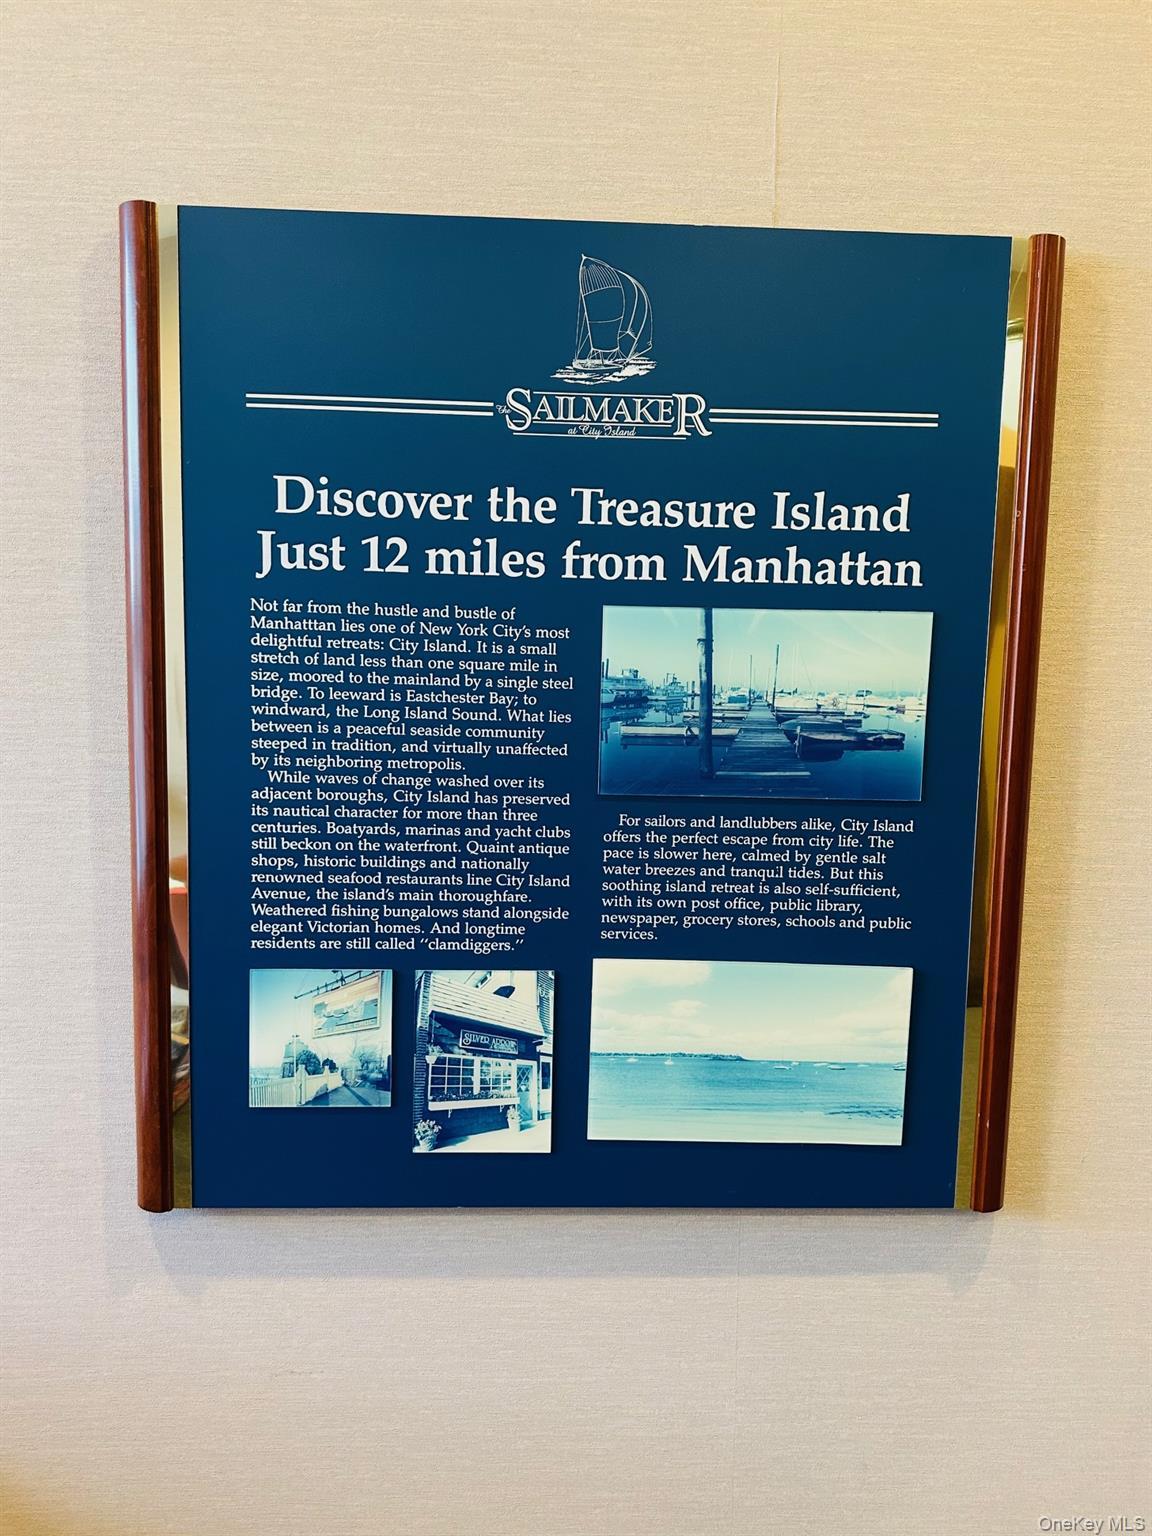 The SAILMAKER
at City Island
Discover the Treasure Island
Just 12 miles from Manhattan
Not far from the hustle and bustle of
Manhatttan lies one of New York City's most
delightful retreats: City Island. It is a small
stretch of land less than one square mile in
size, moored to the mainland by a single steel
bridge. To leeward is Eastchester Bay; to
windward, the Long Island Sound. What lies
between is a peaceful seaside community
steeped in tradition, and virtually unaffected
by its neighboring metropolis.
While waves of change washed over its
adjacent boroughs, City Island has preserved
its nautical character for more than three
centuries. Boatyards, marinas and yacht clubs
still beckon on the waterfront. Quaint antique
shops, historic buildings and nationally
renowned seafood restaurants line City Island
Avenue, the island's main thoroughfare.
Weathered fishing bungalows stand alongside
elegant Victorian homes. And longtime
residents are still called "clamdiggers."
For sailors and landlubbers alike, City Island
offers the perfect escape from city life. The
pace is slower here, calmed by gentle salt
water breezes and tranquil tides. But this
soothing island retreat is also self-sufficient,
with its own post office, public library,
newspaper, grocery stores, schools and public
services.
SILVER ARROW
OneKey MLS